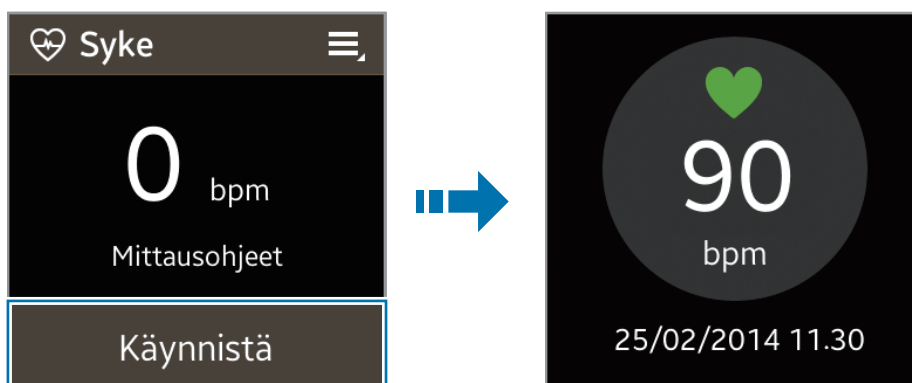 Syke
0 bpm
Mittausohjeet
Käynnistä
90
bpm
25/02/2014 11.30